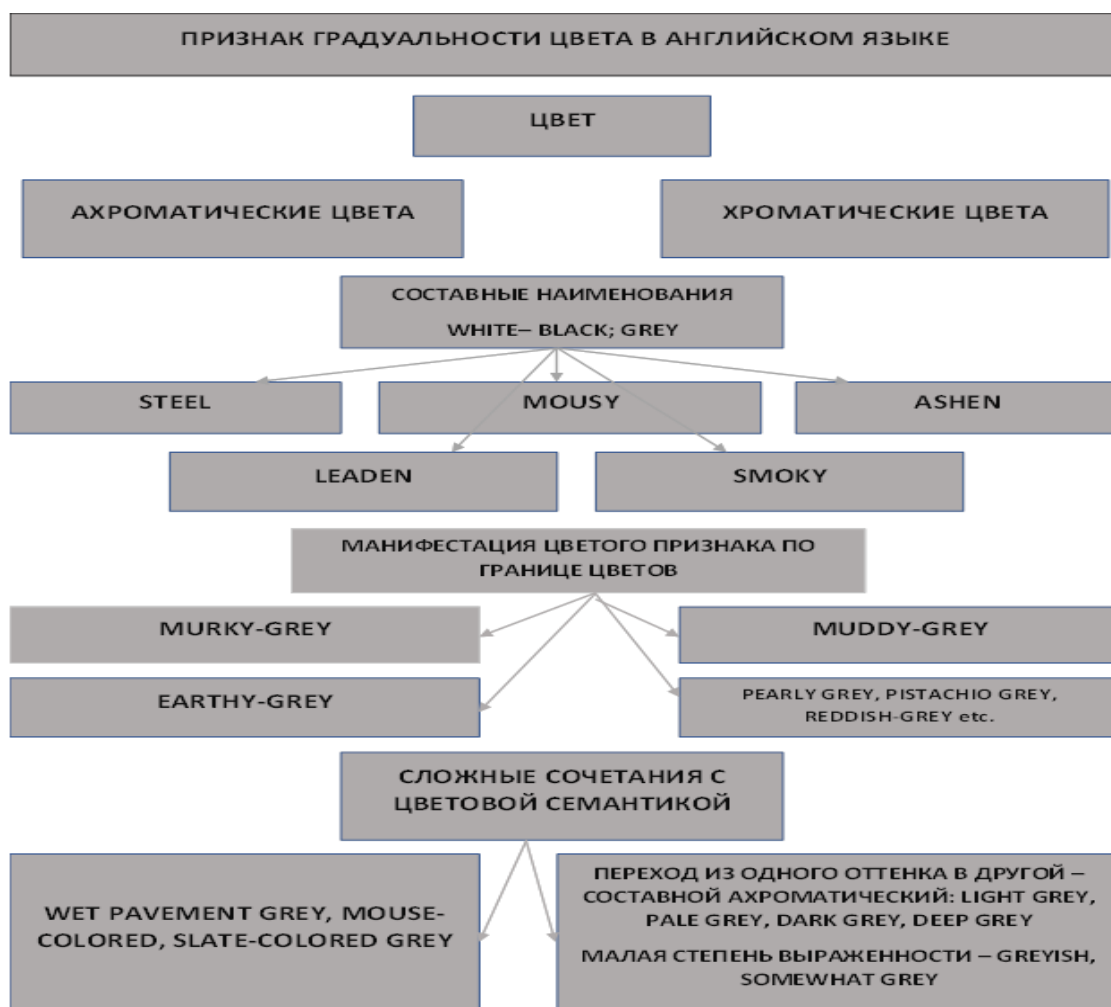 ПРИЗНАК ГРАДУАЛЬНОСТИ ЦВЕТА В АНГЛИЙСКОМ ЯЗЫКЕ
ЦВЕТ
АХРОМАТИЧЕСКИЕ ЦВЕТА
ХРОМАТИЧЕСКИЕ ЦВЕТА
СОСТАВНЫЕ НАИМЕНОВАНИЯ
WHITE– BLACK; GREY
STEEL
MOUSY
ASHEN
LEADEN
SMOKY
МАНИФЕСТАЦИЯ ЦВЕТОГО ПРИЗНАКА ПО
ГРАНИЦЕ ЦВЕТОВ
MURKY-GREY
MUDDY-GREY
EARTHY-GREY
PEARLY GREY, PISTACHIO GREY,
REDDISH-GREY etc.
СЛОЖНЫЕ СОЧЕТАНИЯ С
ЦВЕТОВОЙ СЕМАНТИКОЙ
WET PAVEMENT GREY, MOUSE-
COLORED, SLATE-COLORED GREY
ПЕРЕХОД ИЗ ОДНОГО ОТТЕНКА В ДРУГОЙ –
СОСТАВНОЙ АХРОМАТИЧЕСКИЙ: LIGHT GREY,
PALE GREY, DARK GREY, DEEP GREY
МАЛАЯ СТЕПЕНЬ ВЫРАЖЕННОСТИ – GREYISH,
SOMEWHAT GREY